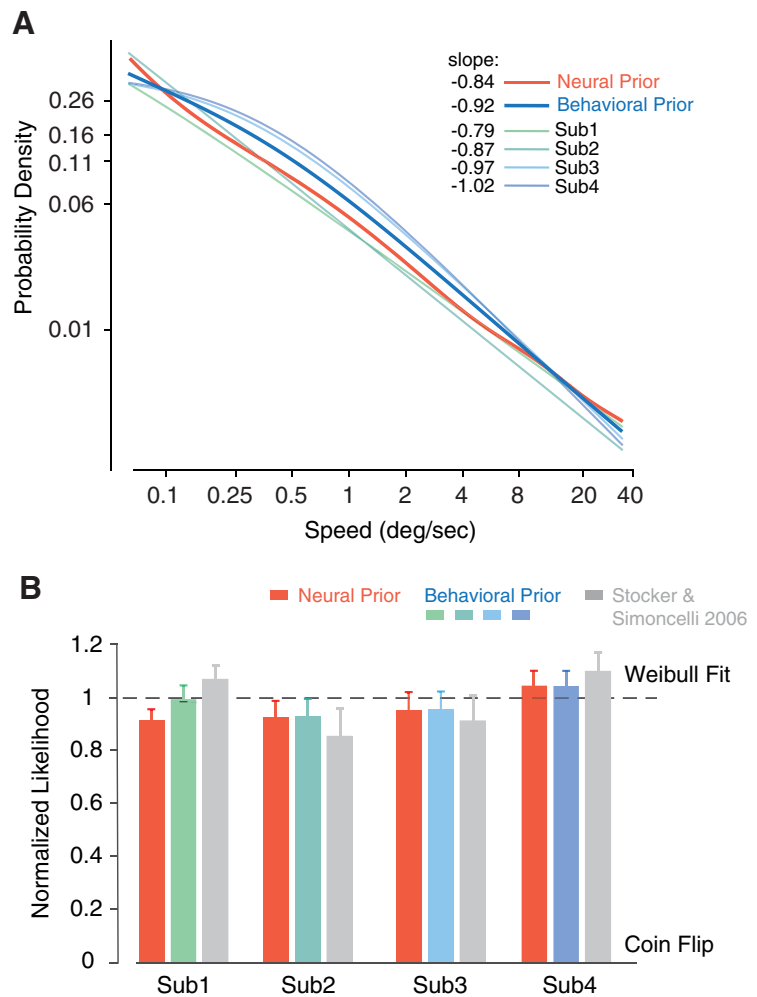 A
slope:
-0.84 Neural Prior
-0.92 Behavioral Prior
-0.79 Sub1
-0.87 Sub2
-0.97 Sub3
-1.02 Sub4
Probability Density
0.26
0.16
0.11
0.06
0.01
0.1 0.25 0.5 1 2 4 8 20 40
Speed (deg/sec)
B
Neural Prior Behavioral Prior Stocker &
Simoncelli 2006
Normalized Likelihood
1.2
1
0.8
0.6
0.4
0.2
0
Weibull Fit
Coin Flip
Sub1 Sub2 Sub3 Sub4